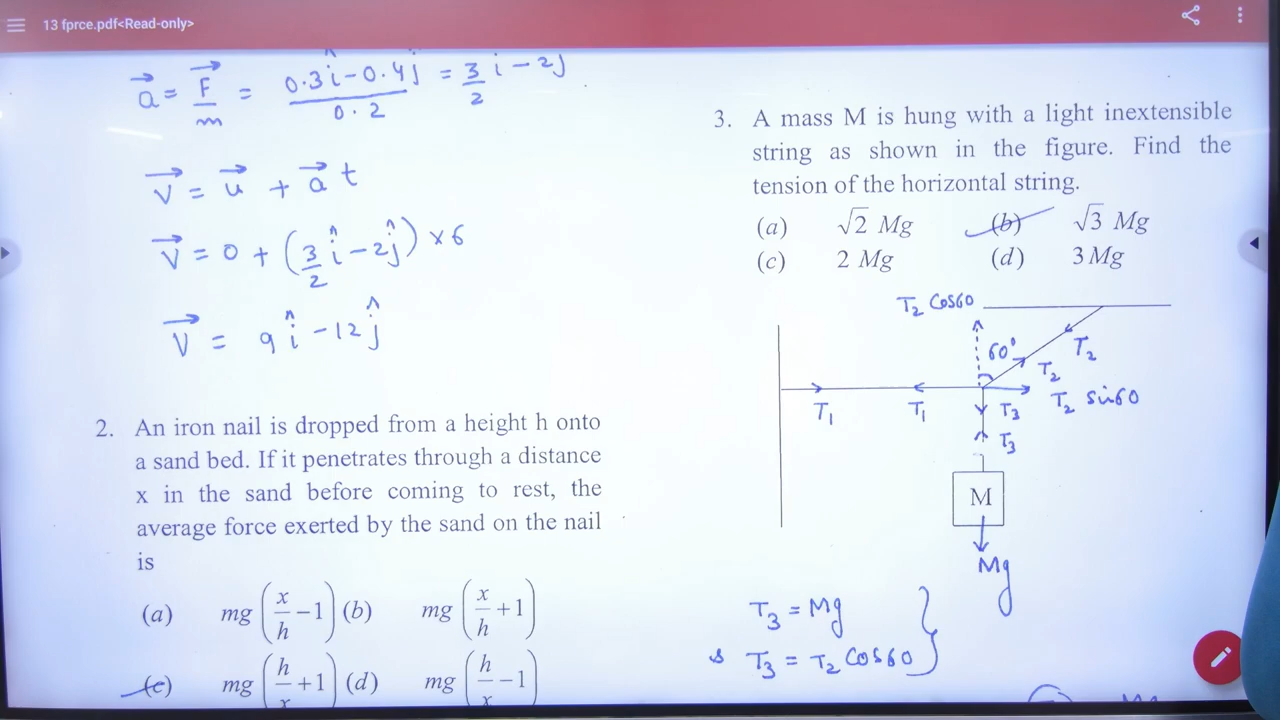 13 fprce.pdf<Read-only>
a⃗ = F⃗/m = (0.3î-0.4j)/0.2 = 3/2 i-2j
v⃗ = u⃗ + a⃗ t
v⃗ = 0 + (3/2 î-2ĵ) ×6
v⃗ = 9î -12ĵ
2. An iron nail is dropped from a height h onto
a sand bed. If it penetrates through a distance
x in the sand before coming to rest, the
average force exerted by the sand on the nail
is
(a) mg (x/h −1) (b) mg (x/h +1)
(c) mg (h/x +1) (d) mg (h/x −1)
3. A mass M is hung with a light inextensible
string as shown in the figure. Find the
tension of the horizontal string.
(a) √2 Mg (b) √3 Mg
(c) 2 Mg (d) 3 Mg
T₂ Cos60
60° T₂
T₂
T₁ T₁ T₃ T₂ sin60
T₃
M
Mg
T₃ = Mg
& T₃ = T₂ Cos60